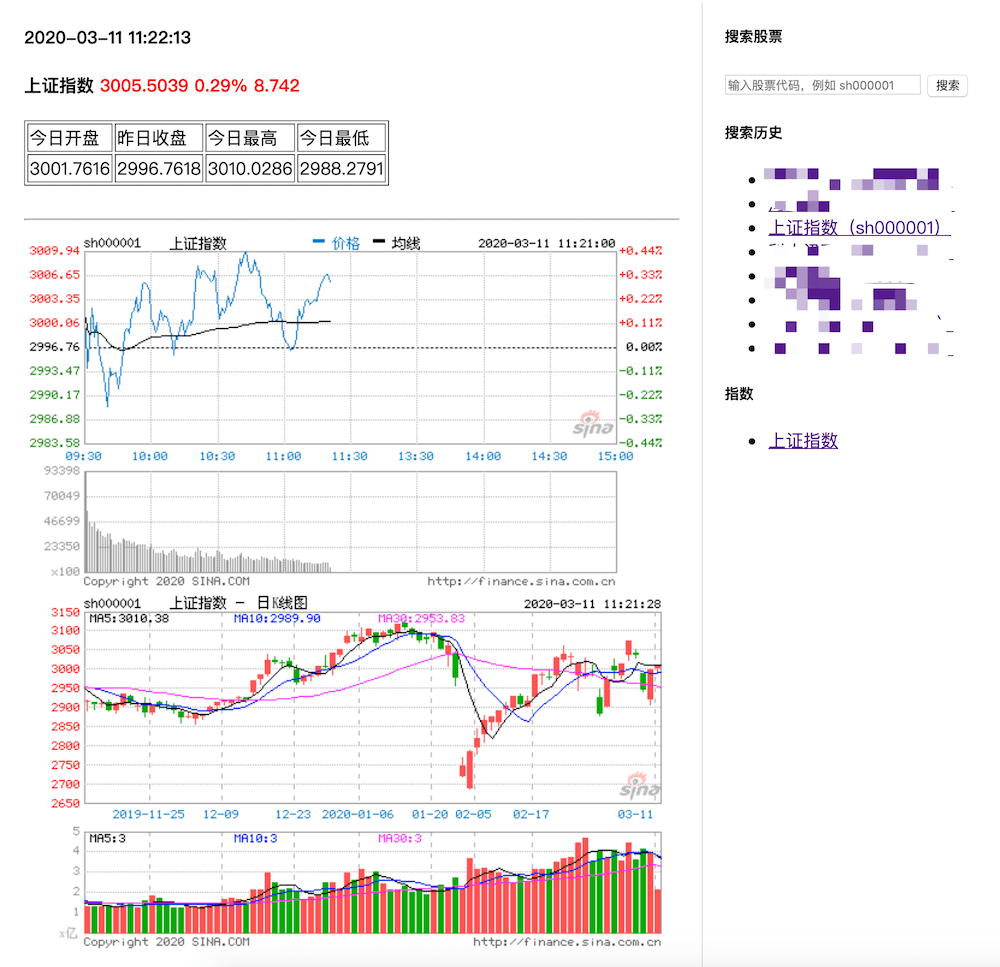 2020-03-11 11:22:13
上证指数 3005.5039 0.29% 8.742
今日开盘 昨日收盘 今日最高 今日最低
3001.7616 2996.7618 3010.0286 2988.2791
sh000001 上证指数 价格 均线 2020-03-11 11:21:00
3009.94 +0.44%
3006.65 +0.33%
3003.35 +0.22%
3000.06 +0.11%
2996.76 0.00%
2993.47 -0.11%
2990.17 -0.22%
2986.88 -0.33%
2983.58 -0.44%
sina
09:30 10:00 10:30 11:00 11:30 13:30 14:00 14:30 15:00
93398
70049
46699
23350
x100
Copyright 2020 SINA.COM http://finance.sina.com.cn
sh000001 上证指数 - 日K线图 2020-03-11 11:21:28
MA5:3010.38 MA10:2989.90 MA30:2953.83
3150
3100
3050
3000
2950
2900
2850
2800
2750
2700
2650
sina
2019-11-25 12-09 12-23 2020-01-06 01-20 02-05 02-17 03-11
MA5:3 MA10:3 MA30:3
5
4
3
2
1
x亿
Copyright 2020 SINA.COM http://finance.sina.com.cn
搜索股票
输入股票代码，例如 sh000001 搜索
搜索历史
上证指数（sh000001）
指数
上证指数